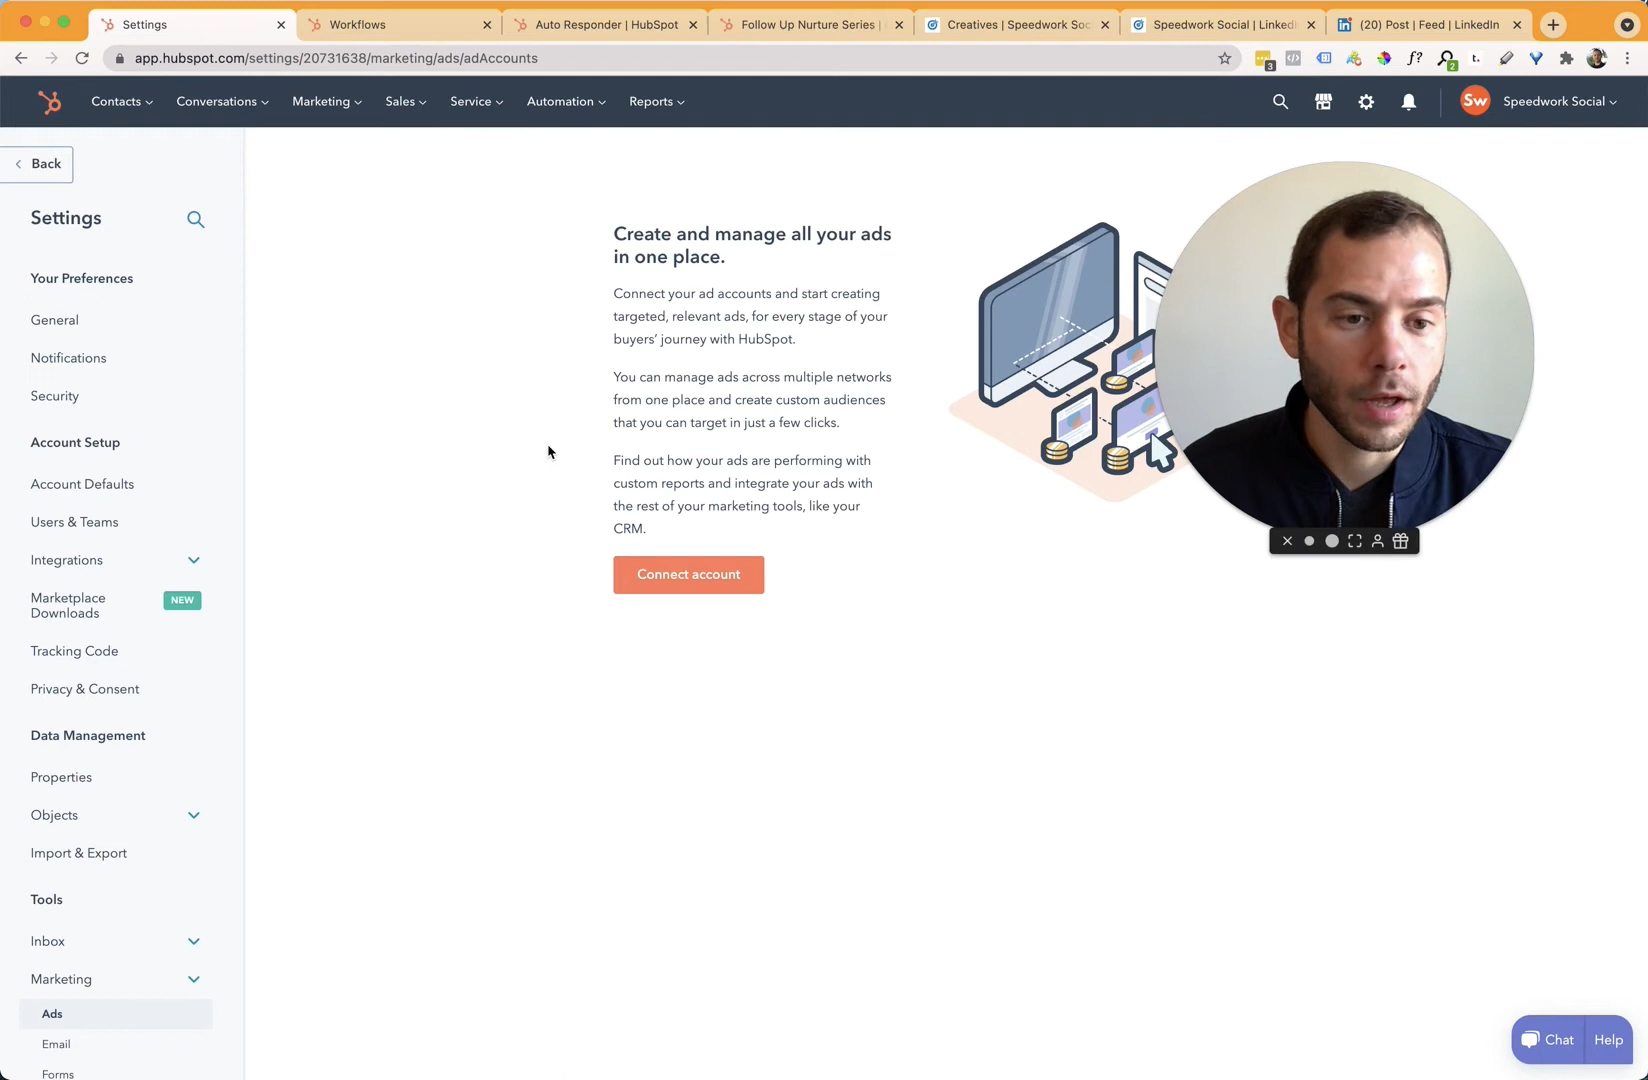 Settings
Workflows
Auto Responder | HubSpot
Follow Up Nurture Series |
Creatives | Speedwork Soc
Speedwork Social | LinkedI
(20) Post | Feed | LinkedIn
app.hubspot.com/settings/20731638/marketing/ads/adAccounts
3
f?
2
t.
Contacts
Conversations
Marketing
Sales
Service
Automation
Reports
Sw
Speedwork Social
Back
Settings
Your Preferences
General
Notifications
Security
Account Setup
Account Defaults
Users & Teams
Integrations
Marketplace
Downloads
NEW
Tracking Code
Privacy & Consent
Data Management
Properties
Objects
Import & Export
Tools
Inbox
Marketing
Ads
Email
Forms
Create and manage all your ads
in one place.
Connect your ad accounts and start creating
targeted, relevant ads, for every stage of your
buyers’ journey with HubSpot.
You can manage ads across multiple networks
from one place and create custom audiences
that you can target in just a few clicks.
Find out how your ads are performing with
custom reports and integrate your ads with
the rest of your marketing tools, like your
CRM.
Connect account
Chat
Help